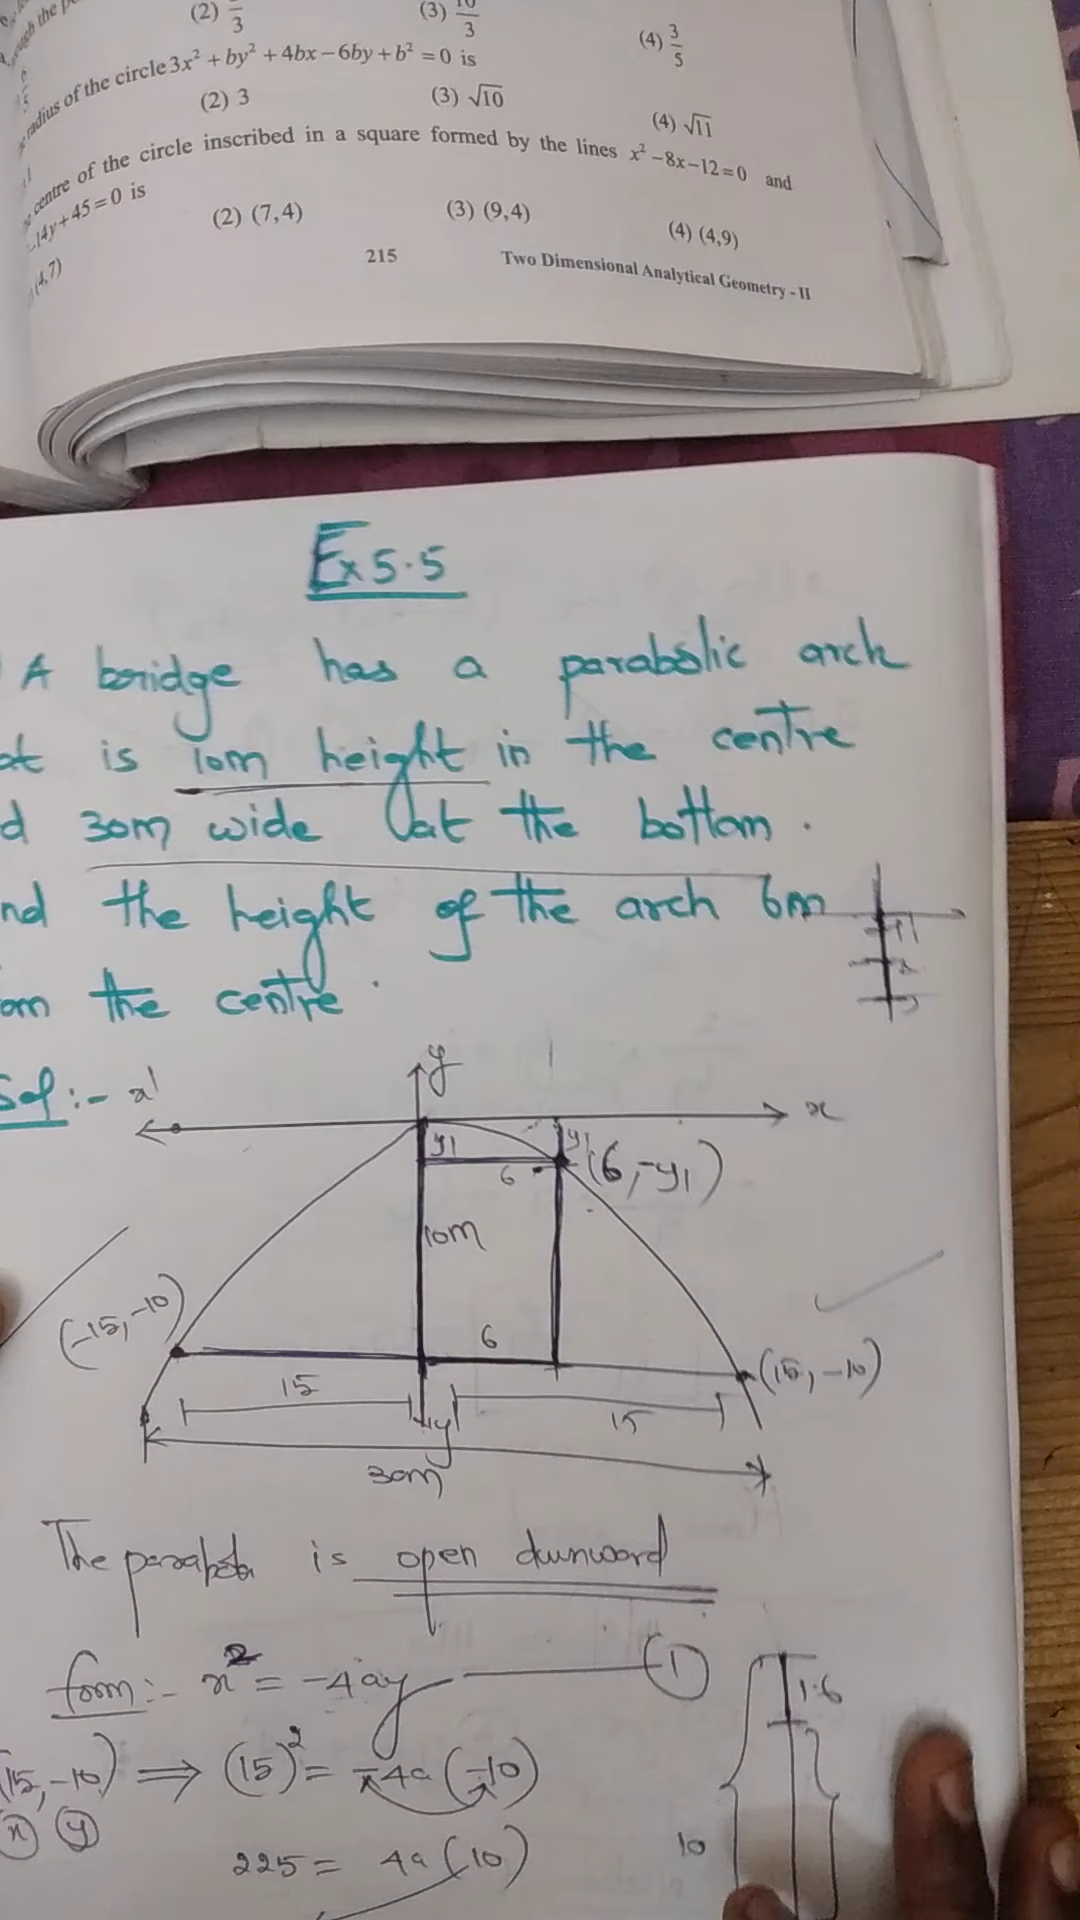 (2) —/3 (3) 10/3 (4) 3/5
radius of the circle 3x² + by² + 4bx − 6by + b² = 0 is
(2) 3 (3) √10 (4) √11
centre of the circle inscribed in a square formed by the lines x² − 8x − 12 = 0 and
−14y + 45 = 0 is
(4,7) (2) (7,4) (3) (9,4) (4) (4,9)
215 Two Dimensional Analytical Geometry - II
Ex 5.5
A bridge has a parabolic arch
at is 10m height in the centre
d 30m wide at the bottom.
nd the height of the arch 6m
om the centre.
Sol :- x' y x
y1 y1
6 (6, -y1)
10m
(-15, -10) 6 (15, -10)
15 15
y'
30m
The parabola is open dunward
form :- x² = -4ay (1)
1.6
15, -10) ⇒ (15)² = -4a (-10)
(x) (y)
225 = 4a (10)
10